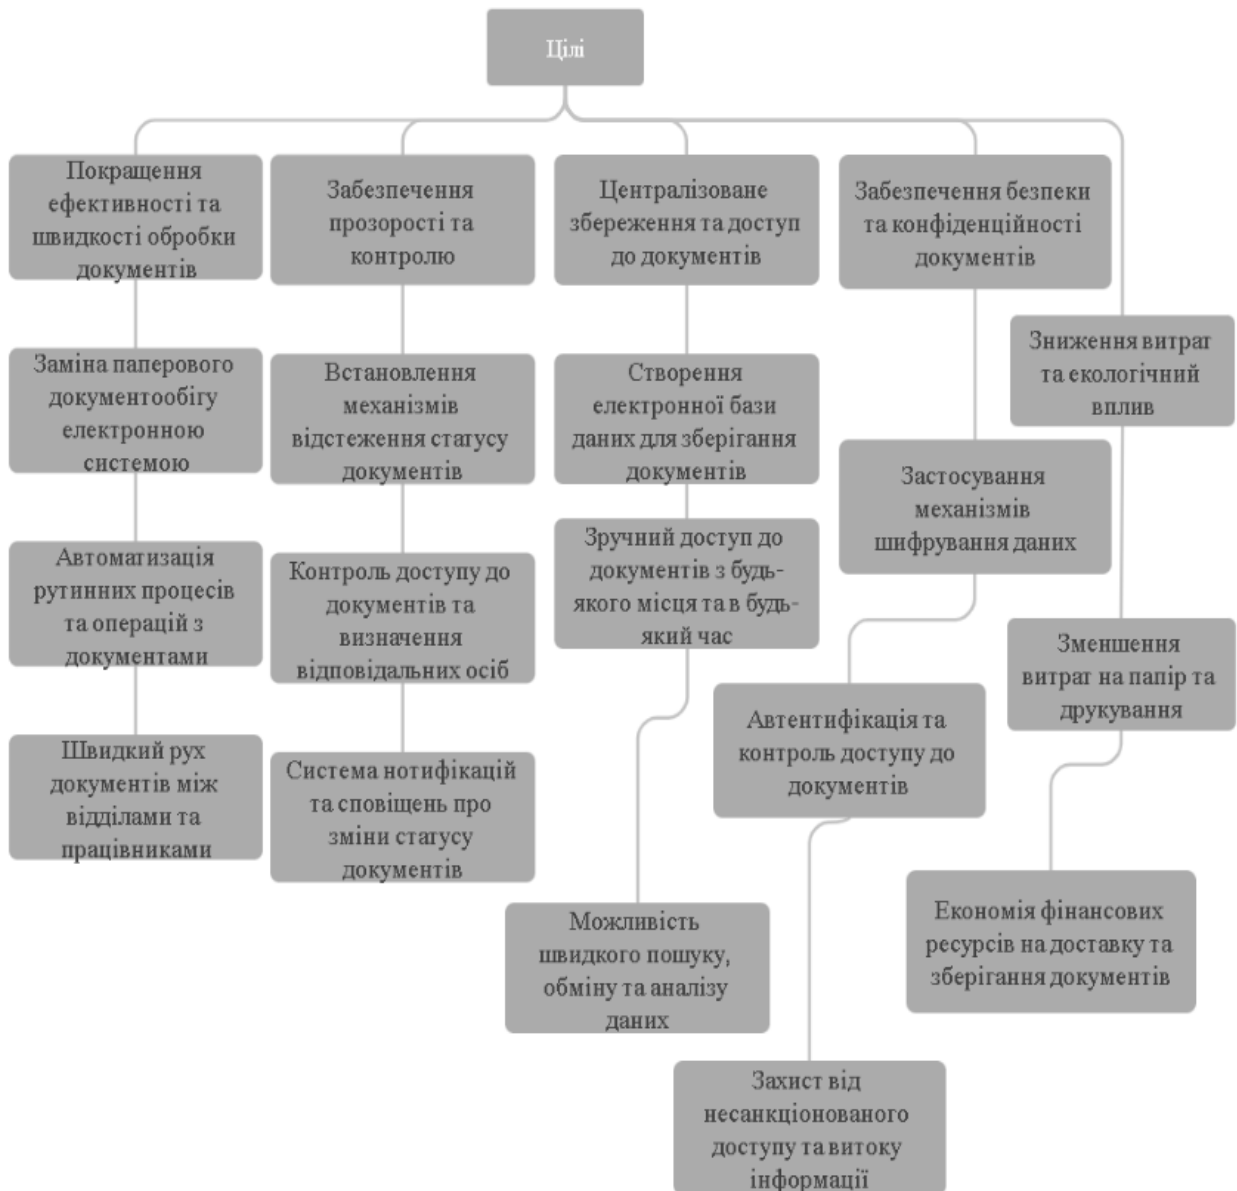 Цілі
Покращення
ефективності та
швидкості обробки
документів
Забезпечення
прозорості та
контролю
Централізоване
збереження та доступ
до документів
Забезпечення безпеки
та конфіденційності
документів
Зниження витрат
та екологічний
вплив
Заміна паперового
документообігу
електронною
системою
Встановлення
механізмів
відстеження статусу
документів
Створення
електронної бази
даних для зберігання
документів
Застосування
механізмів
шифрування даних
Автоматизація
рутинних процесів
та операцій з
документами
Контроль доступу до
документів та
визначення
відповідальних осіб
Зручний доступ до
документів з будь-
якого місця та в будь-
який час
Автентифікація та
контроль доступу до
документів
Зменшення
витрат на папір та
друкування
Швидкий рух
документів між
відділами та
працівниками
Система нотифікацій
та сповіщень про
зміни статусу
документів
Можливість
швидкого пошуку,
обміну та аналізу
даних
Економія фінансових
ресурсів на доставку та
зберігання документів
Захист від
несанкціонованого
доступу та витоку
інформації